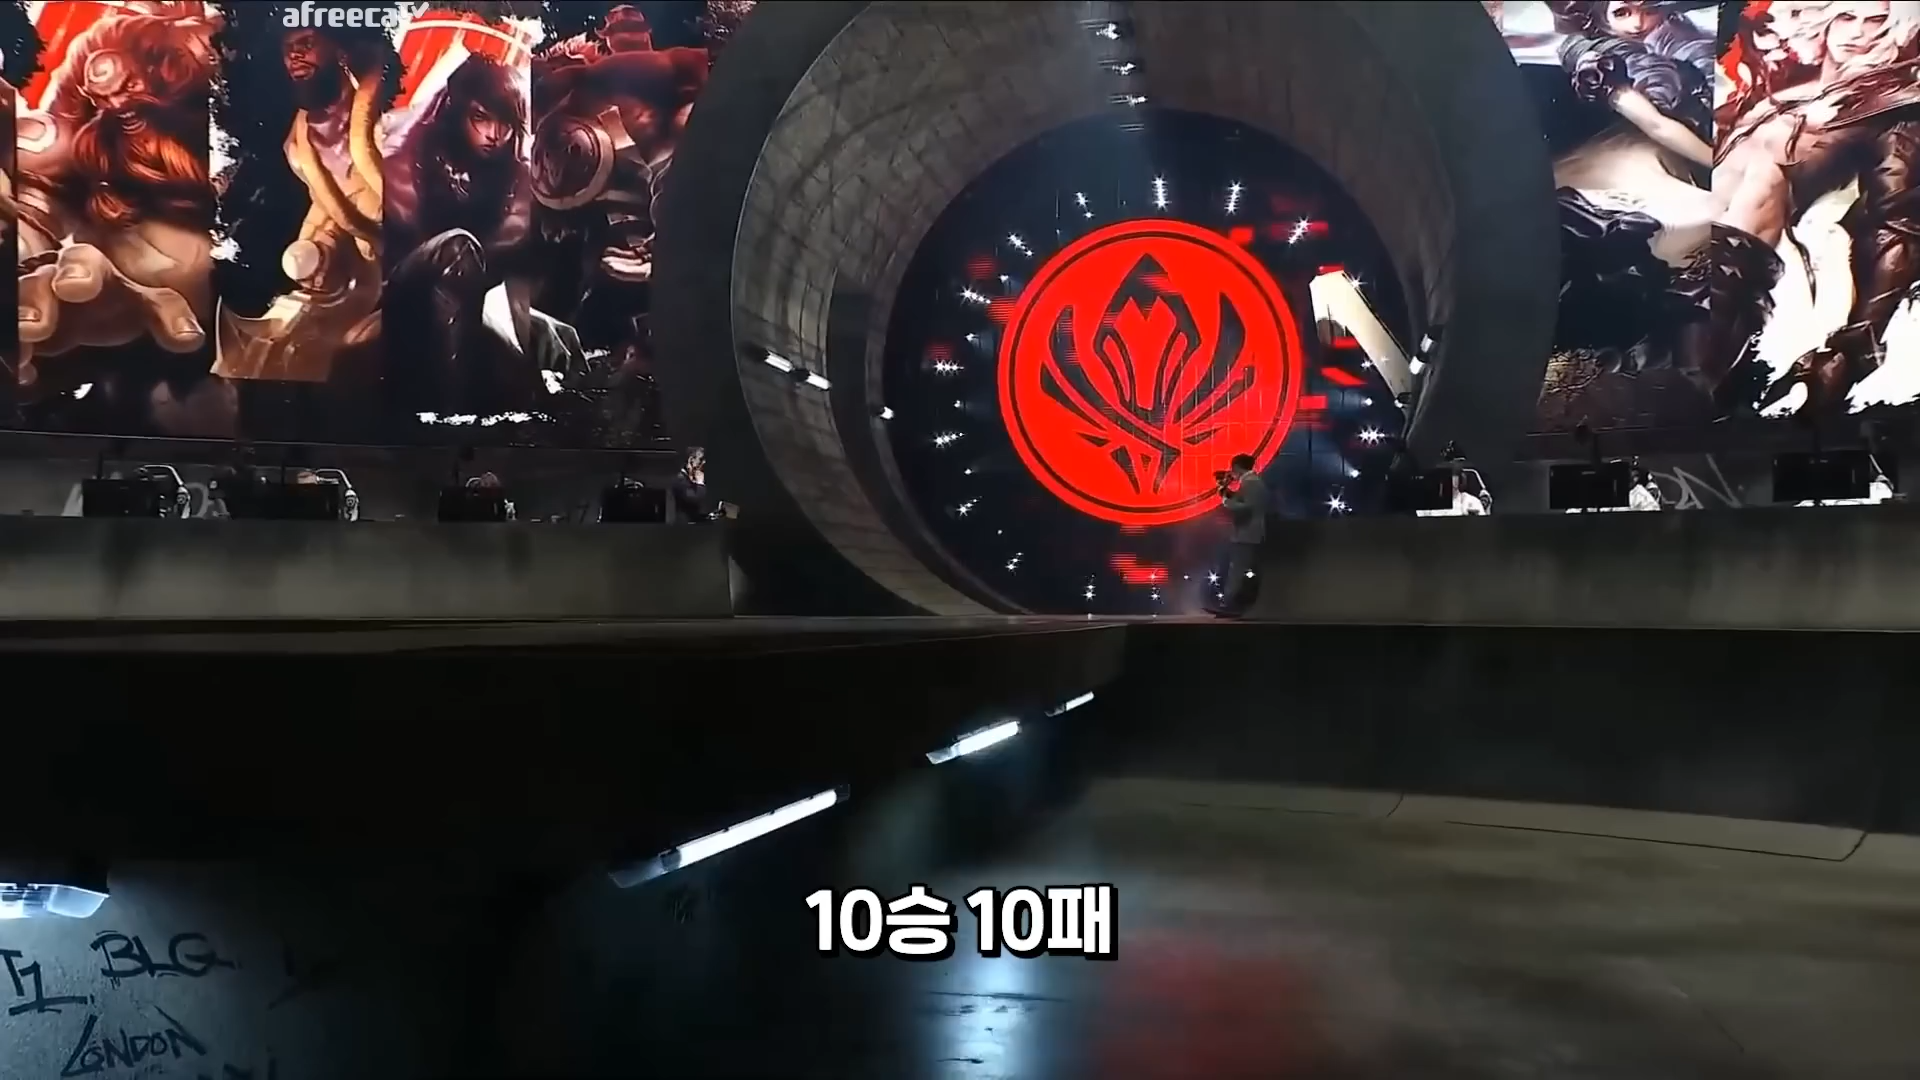 afreecaTV
10승 10패
T1
BLG
LONDON